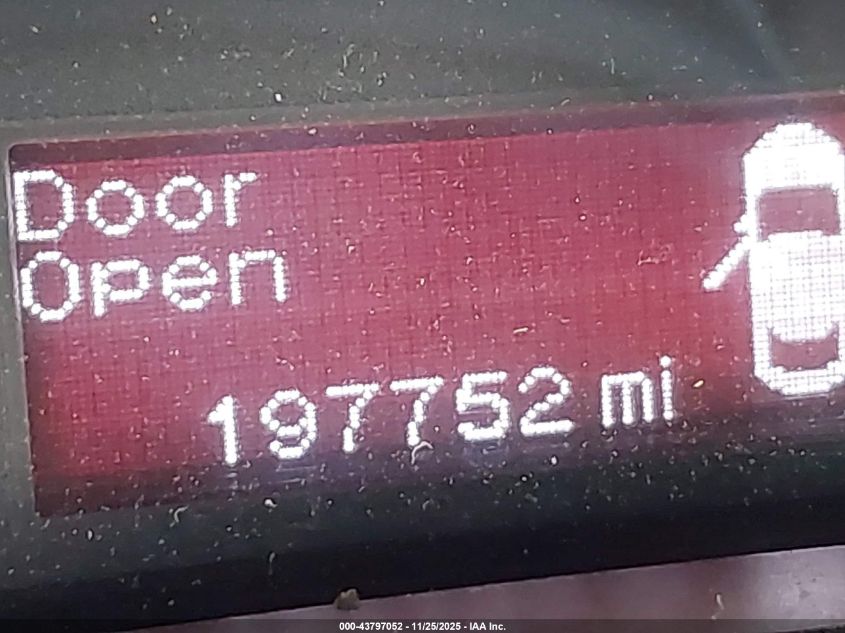 Door
Open
197752 mi
000-43797052 - 11/25/2025 - IAA Inc.